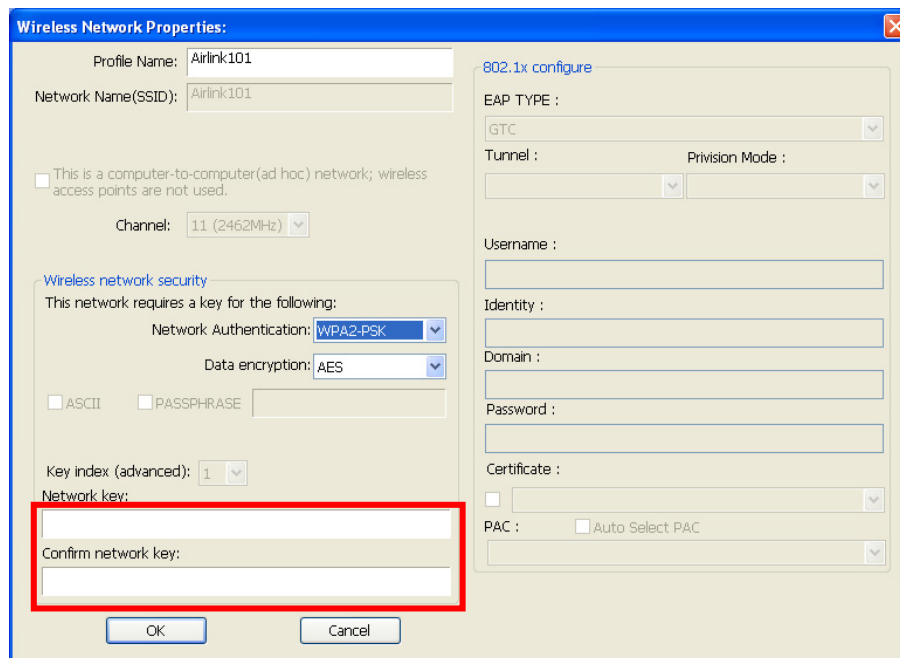 Wireless Network Properties:
Profile Name: Airlink101
Network Name(SSID): Airlink101
This is a computer-to-computer(ad hoc) network; wireless
access points are not used.
Channel: 11 (2462MHz)
Wireless network security
This network requires a key for the following:
Network Authentication: WPA2-PSK
Data encryption: AES
ASCII PASSPHRASE
Key index (advanced): 1
Network key:
Confirm network key:
OK Cancel
802.1x configure
EAP TYPE :
GTC
Tunnel : Privision Mode :
Username :
Identity :
Domain :
Password :
Certificate :
PAC : Auto Select PAC